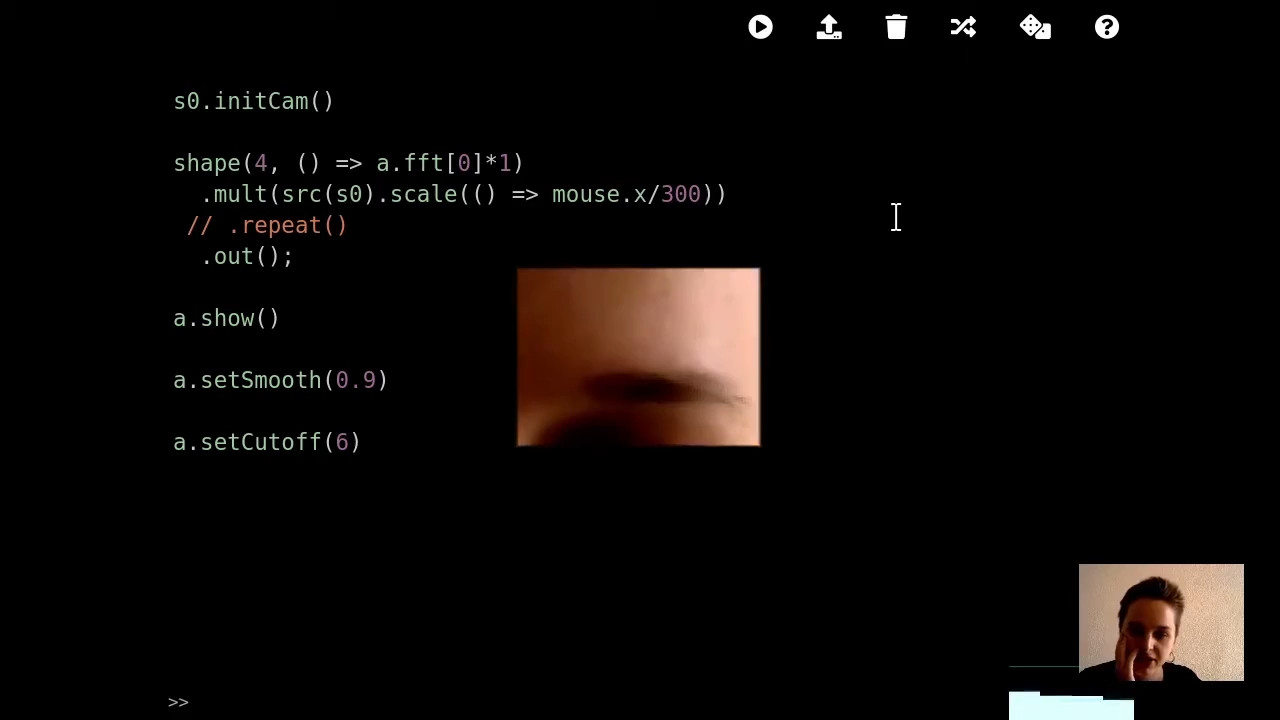 s0.initCam()
shape(4, () => a.fft[0]*1)
.mult(src(s0).scale(() => mouse.x/300))
// .repeat()
.out();
a.show()
a.setSmooth(0.9)
a.setCutoff(6)
>>